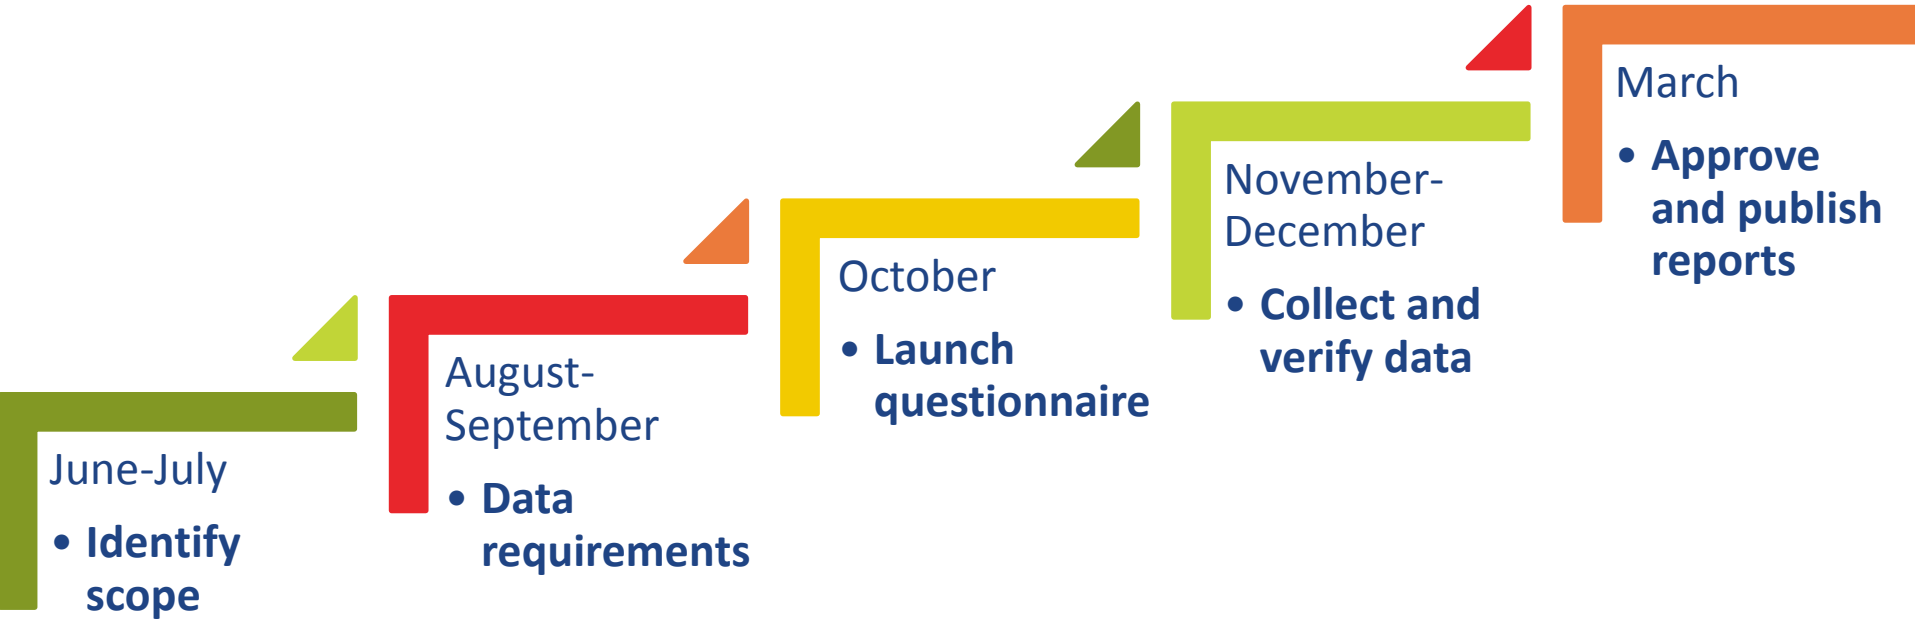 June-July
• Identify
scope
August-
September
• Data
requirements
October
• Launch
questionnaire
November-
December
• Collect and
verify data
March
• Approve
and publish
reports